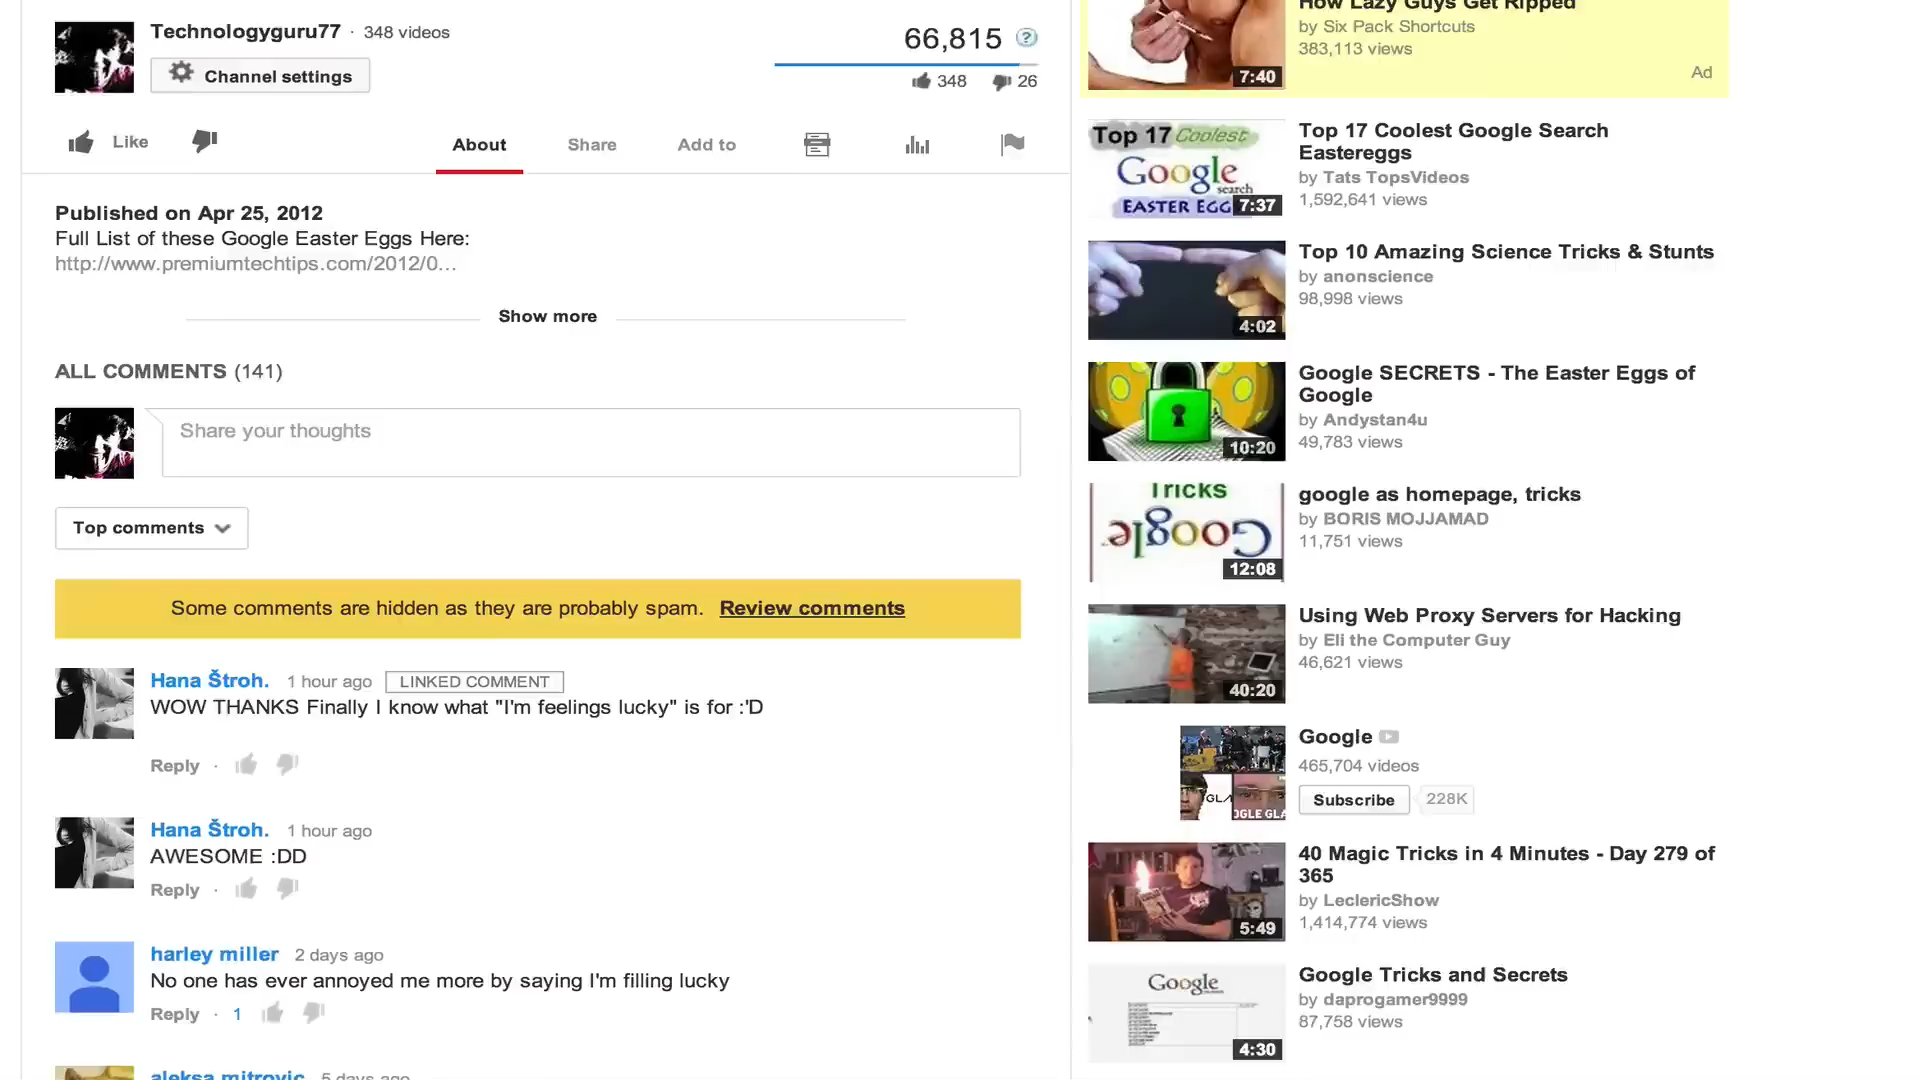 Technologyguru77 · 348 videos
Channel settings
66,815
348
26
Like
About
Share
Add to
Published on Apr 25, 2012
Full List of these Google Easter Eggs Here:
http://www.premiumtechtips.com/2012/0...
Show more
ALL COMMENTS (141)
Share your thoughts
Top comments
Some comments are hidden as they are probably spam. Review comments
Hana Štroh. 1 hour ago LINKED COMMENT
WOW THANKS Finally I know what "I'm feelings lucky" is for :'D
Reply ·
Hana Štroh. 1 hour ago
AWESOME :DD
Reply ·
harley miller 2 days ago
No one has ever annoyed me more by saying I'm filling lucky
Reply · 1
aleksa mitrovic 5 days ago
How Lazy Guys Get Ripped
by Six Pack Shortcuts
383,113 views
Ad
7:40
Top 17 Coolest
Google
search
EASTER EGG
7:37
Top 17 Coolest Google Search
Eastereggs
by Tats TopsVideos
1,592,641 views
4:02
Top 10 Amazing Science Tricks & Stunts
by anonscience
98,998 views
10:20
Google SECRETS - The Easter Eggs of
Google
by Andystan4u
49,783 views
Tricks
Google
12:08
google as homepage, tricks
by BORIS MOJJAMAD
11,751 views
40:20
Using Web Proxy Servers for Hacking
by Eli the Computer Guy
46,621 views
Google
465,704 videos
Subscribe 228K
5:49
40 Magic Tricks in 4 Minutes - Day 279 of
365
by LeclericShow
1,414,774 views
Google
4:30
Google Tricks and Secrets
by daprogamer9999
87,758 views